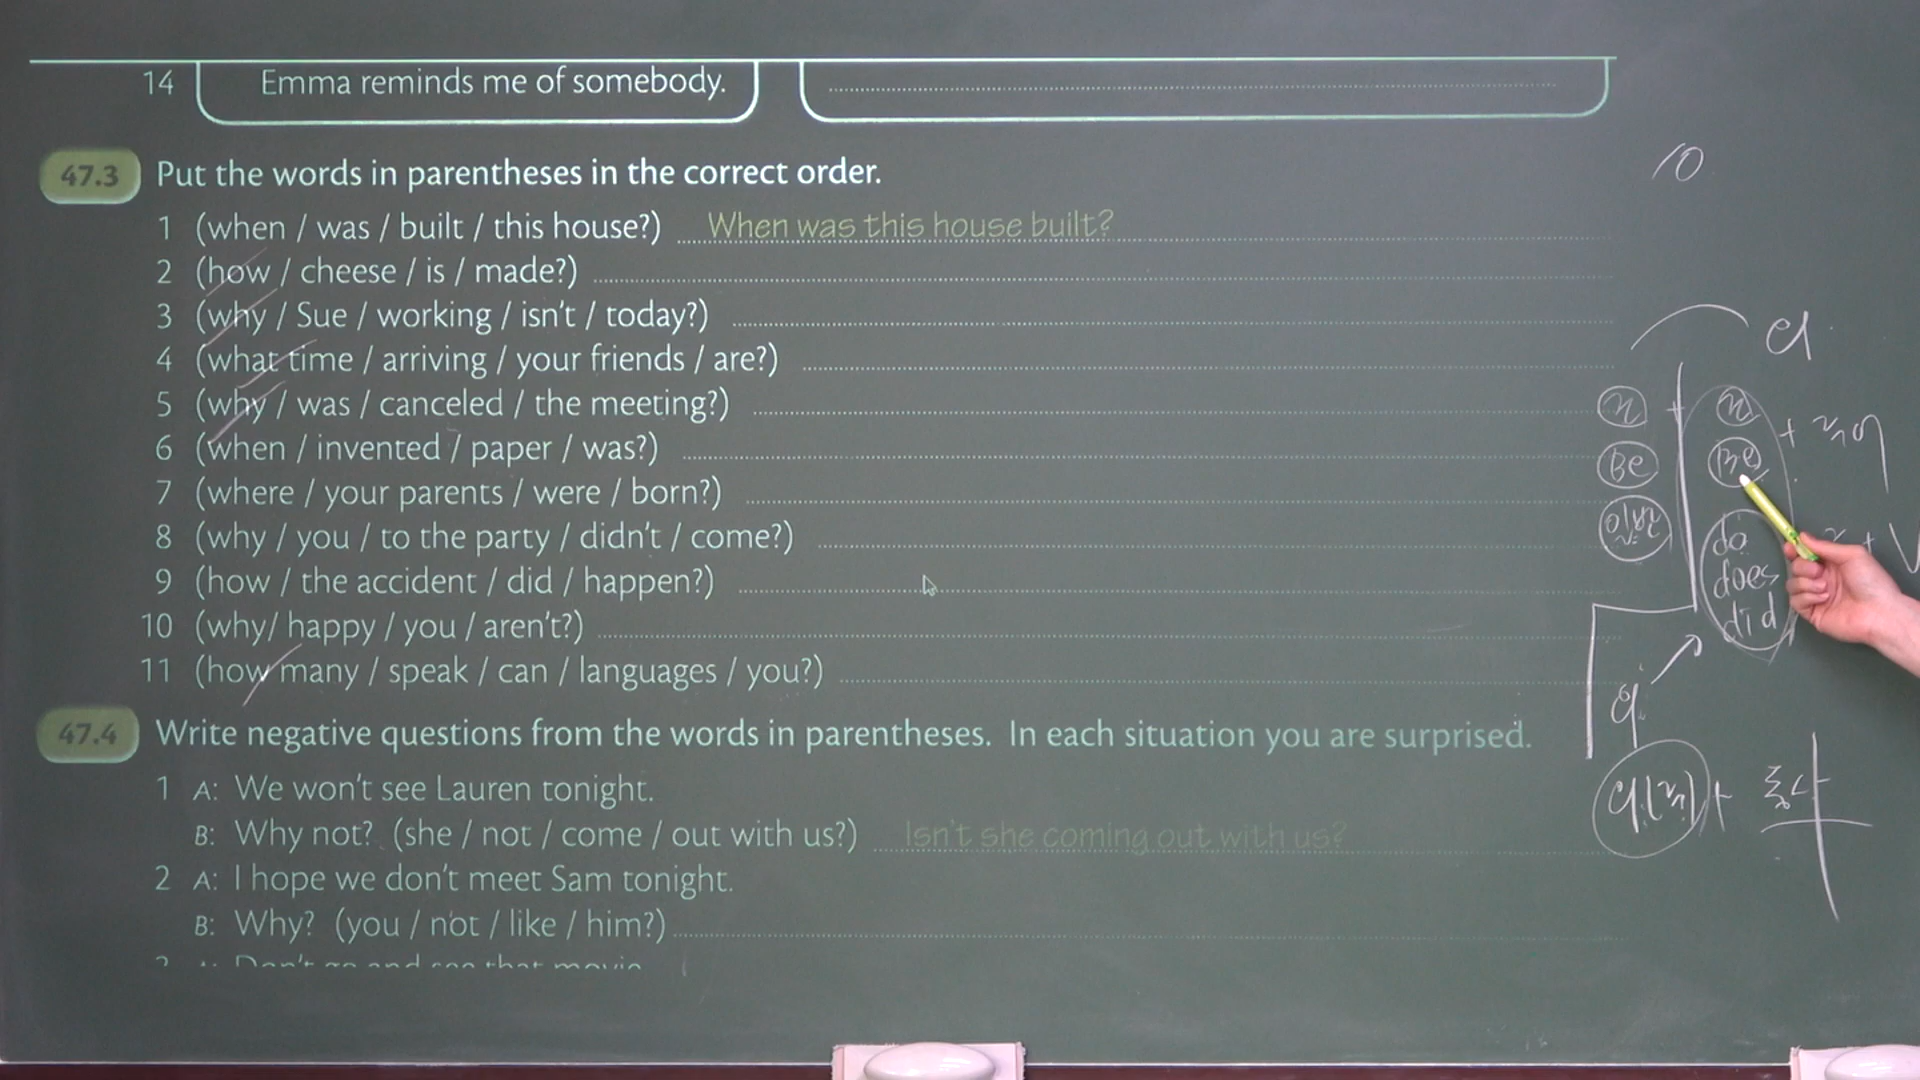 14 Emma reminds me of somebody.
47.3 Put the words in parentheses in the correct order.
1 (when / was / built / this house?) When was this house built?
2 (how / cheese / is / made?)
3 (why / Sue / working / isn't / today?)
4 (what time / arriving / your friends / are?)
5 (why / was / canceled / the meeting?)
6 (when / invented / paper / was?)
7 (where / your parents / were / born?)
8 (why / you / to the party / didn't / come?)
9 (how / the accident / did / happen?)
10 (why/ happy / you / aren't?)
11 (how many / speak / can / languages / you?)
47.4 Write negative questions from the words in parentheses. In each situation you are surprised.
1 A: We won't see Lauren tonight.
B: Why not? (she / not / come / out with us?) Isn't she coming out with us?
2 A: I hope we don't meet Sam tonight.
B: Why? (you / not / like / him?)
10
Be
Be
do
does
did
+ V
+ 동사